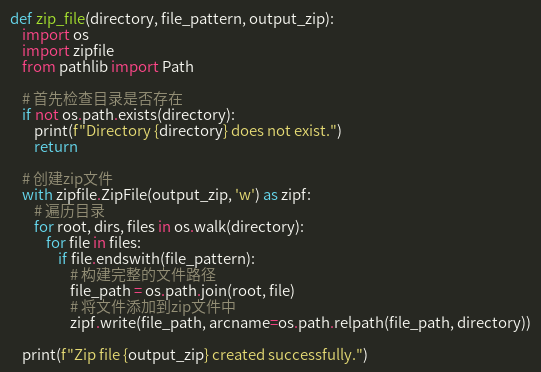 def zip_file(directory, file_pattern, output_zip):
    import os
    import zipfile
    from pathlib import Path

    # 首先检查目录是否存在
    if not os.path.exists(directory):
        print(f"Directory {directory} does not exist.")
        return

    # 创建zip文件
    with zipfile.ZipFile(output_zip, 'w') as zipf:
        # 遍历目录
        for root, dirs, files in os.walk(directory):
            for file in files:
                if file.endswith(file_pattern):
                    # 构建完整的文件路径
                    file_path = os.path.join(root, file)
                    # 将文件添加到zip文件中
                    zipf.write(file_path, arcname=os.path.relpath(file_path, directory))

    print(f"Zip file {output_zip} created successfully.")